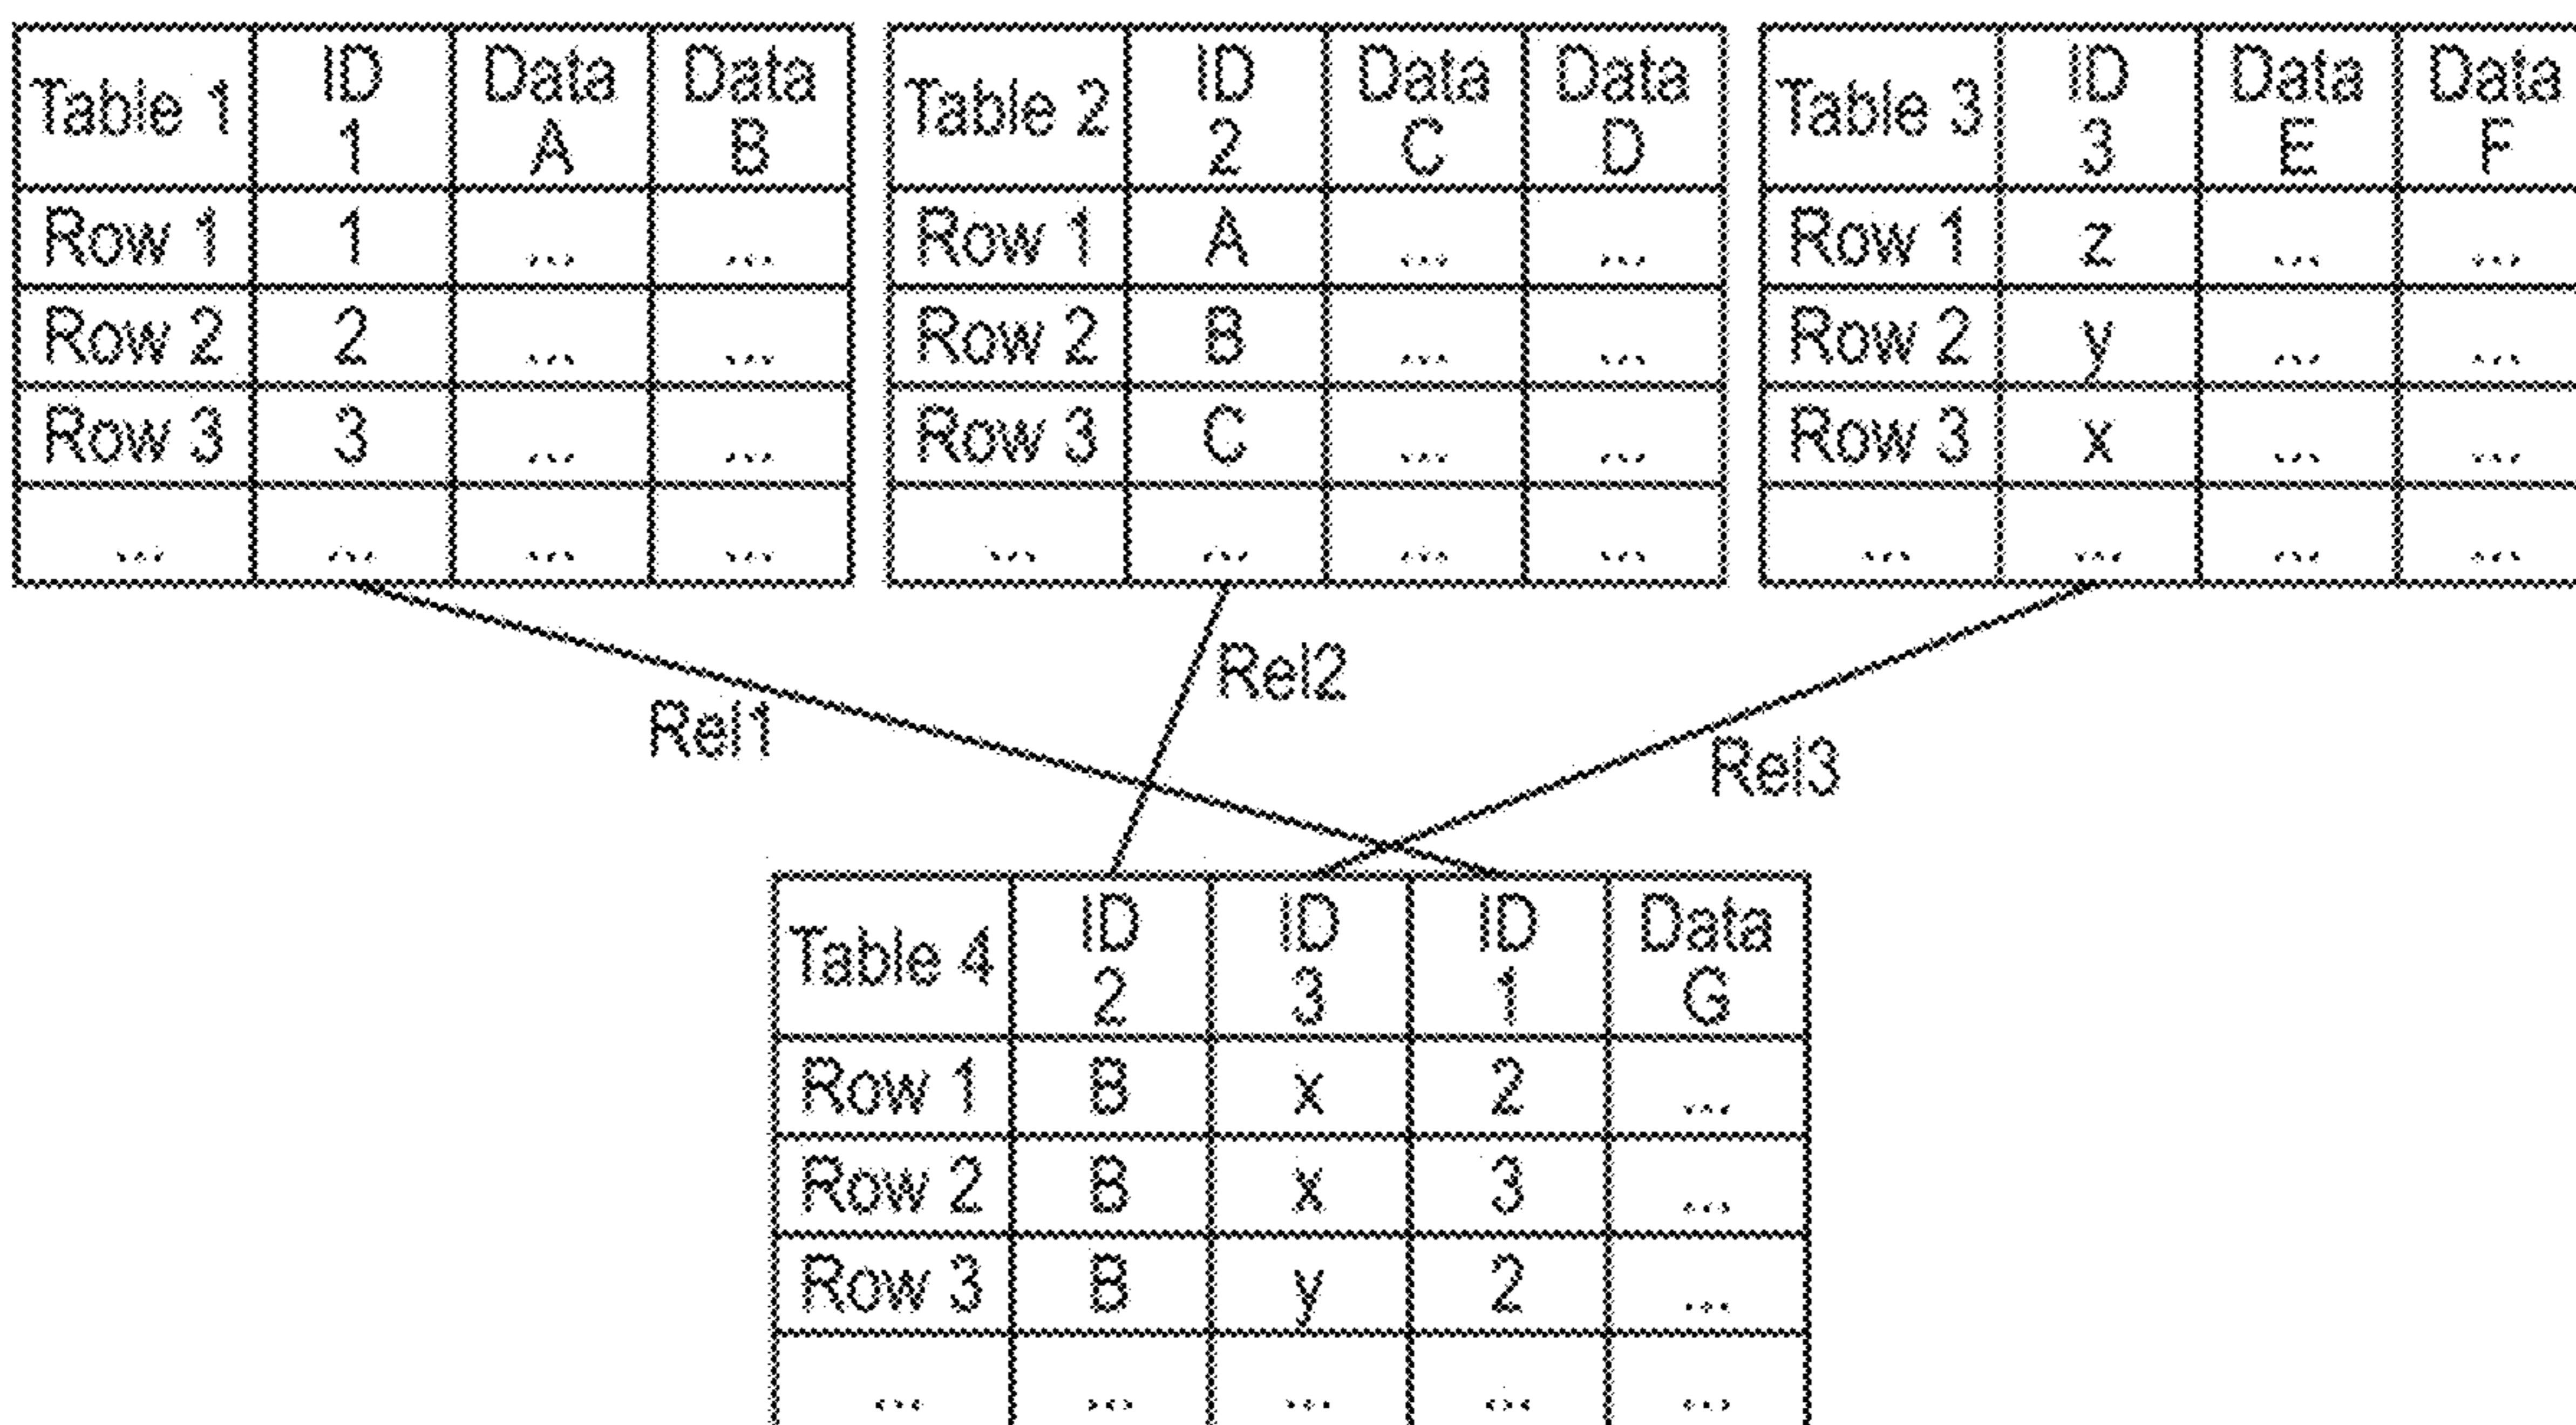 Table 1 ID 1 Data A Data B
Row 1 1 ... ...
Row 2 2 ... ...
Row 3 3 ... ...
... ... ... ...
Table 2 ID 2 Data C Data D
Row 1 A ... ...
Row 2 B ... ...
Row 3 C ... ...
... ... ... ...
Table 3 ID 3 Data E Data F
Row 1 z ... ...
Row 2 y ... ...
Row 3 x ... ...
... ... ... ...
Rel1
Rel2
Rel3
Table 4 ID 2 ID 3 ID 1 Data G
Row 1 B x 2 ...
Row 2 B x 3 ...
Row 3 B y 2 ...
... ... ... ... ...